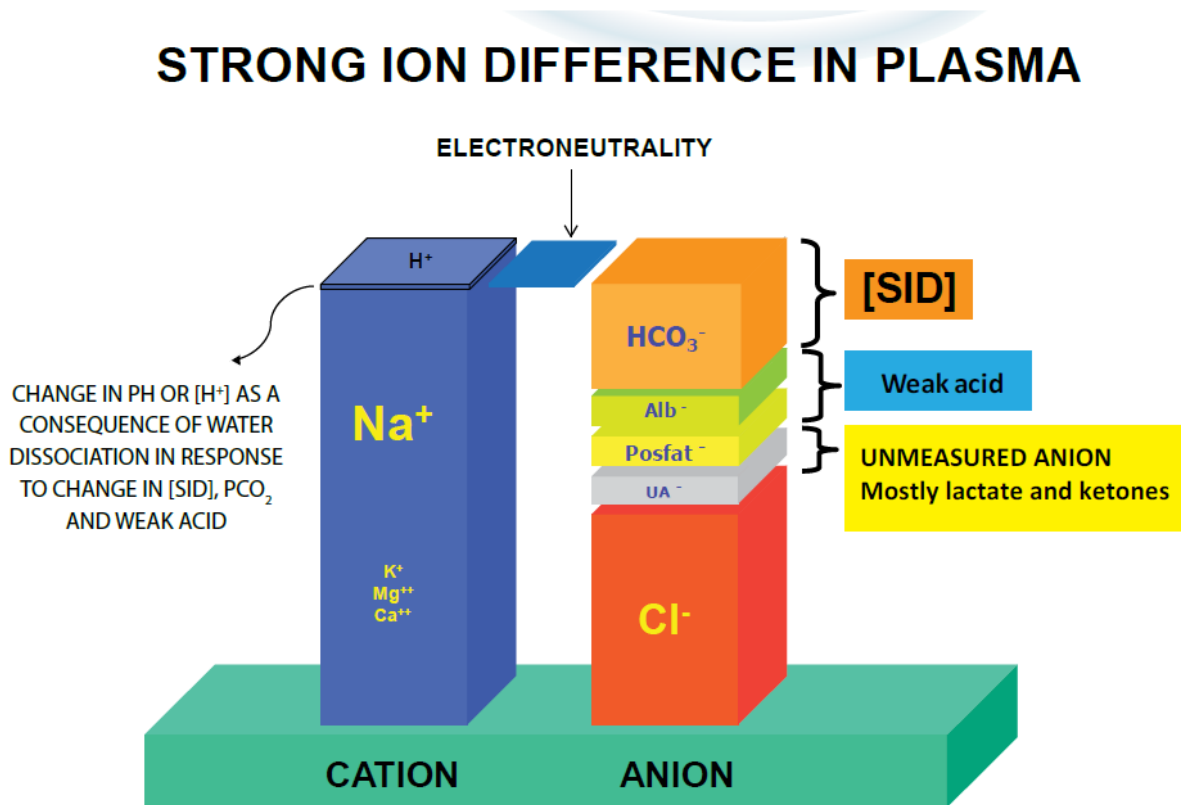 STRONG ION DIFFERENCE IN PLASMA
ELECTRONEUTRALITY
H⁺
CHANGE IN PH OR [H⁺] AS A
CONSEQUENCE OF WATER
DISSOCIATION IN RESPONSE
TO CHANGE IN [SID], PCO₂
AND WEAK ACID
Na⁺
K⁺
Mg⁺⁺
Ca⁺⁺
HCO₃⁻
Alb⁻
Posfat⁻
UA⁻
Cl⁻
[SID]
Weak acid
UNMEASURED ANION
Mostly lactate and ketones
CATION
ANION